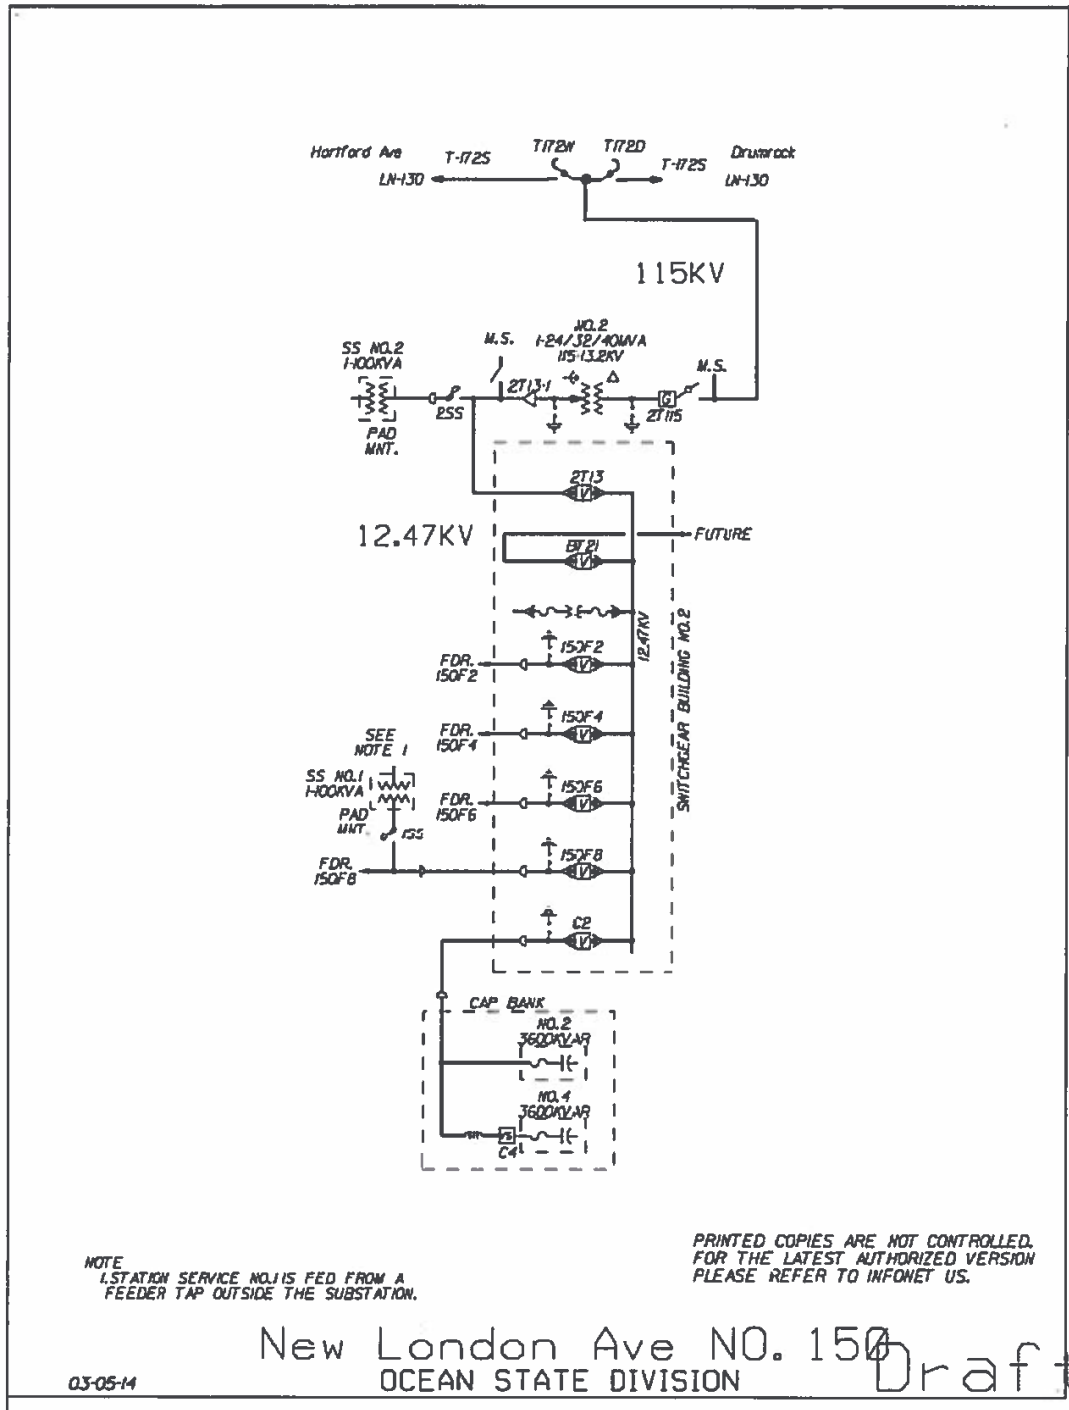 Hartford Ave
T-172S
T172W
T172D
Drumrock
T-172S
LN-130
LN-130
115KV
NO.2
1-24/32/40MVA
115-13.2KV
M.S.
SS NO.2
1-100KVA
M.S.
2T13-1
2SS
G
2T115
PAD
MNT.
2T13
V
12.47KV
FUTURE
BT21
V
12.47KV
SWITCHGEAR BUILDING NO.2
150F2
FDR.
150F2
V
150F4
FDR.
150F4
V
SEE
NOTE 1
SS NO.1
1-100KVA
PAD
MNT.
1SS
150F6
FDR.
150F6
V
150F8
FDR.
150F8
V
C2
V
CAP BANK
NO.2
3600KVAR
NO.4
3600KVAR
C4
NOTE
1.STATION SERVICE NO.1 IS FED FROM A
FEEDER TAP OUTSIDE THE SUBSTATION.
PRINTED COPIES ARE NOT CONTROLLED.
FOR THE LATEST AUTHORIZED VERSION
PLEASE REFER TO INFONET US.
New London Ave NO. 150
Draft
OCEAN STATE DIVISION
03-05-14